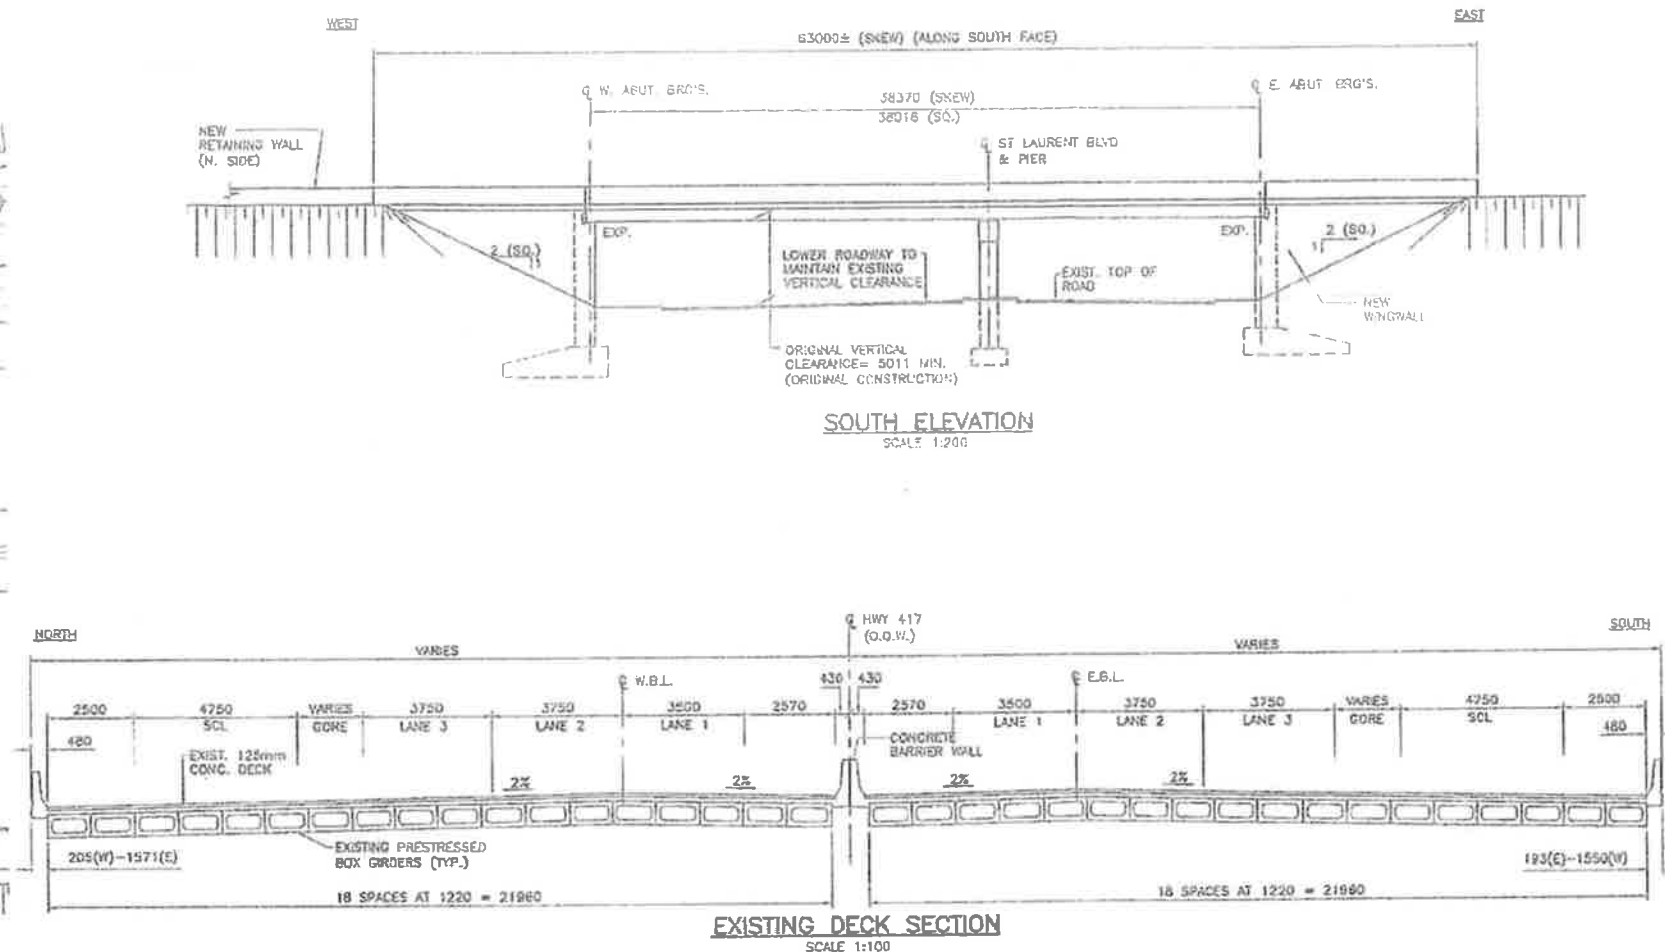 WEST
EAST
63000± (SKEW) (ALONG SOUTH FACE)
℄ W. ABUT. BRG'S.
℄ E. ABUT BRG'S.
38370 (SKEW)
38016 (SQ.)
NEW
RETAINING WALL
(N. SIDE)
℄ ST LAURENT BLVD
& PIER
EXP.
EXP.
2 (SQ.)
1
2 (SQ.)
1
LOWER ROADWAY TO
MAINTAIN EXISTING
VERTICAL CLEARANCE
EXIST. TOP OF
ROAD
NEW
WINGWALL
ORIGINAL VERTICAL
CLEARANCE= 5011 MIN.
(ORIGINAL CONSTRUCTION)
SOUTH ELEVATION
SCALE 1:200
NORTH
℄ HWY 417
(O.Q.W.)
SOUTH
VARIES
VARIES
℄ W.B.L.
430 430
℄ E.B.L.
2500 4750 VARIES 3750 3750 3500 2570 2570 3500 3750 3750 VARIES 4750 2500
SCL GORE LANE 3 LANE 2 LANE 1 LANE 1 LANE 2 LANE 3 GORE SCL
480
480
EXIST. 125mm
CONC. DECK
CONCRETE
BARRIER WALL
2% 2% 2% 2%
EXISTING PRESTRESSED
BOX GIRDERS (TYP.)
205(W)-1571(E)
193(E)-1550(W)
18 SPACES AT 1220 = 21960
18 SPACES AT 1220 = 21960
EXISTING DECK SECTION
SCALE 1:100